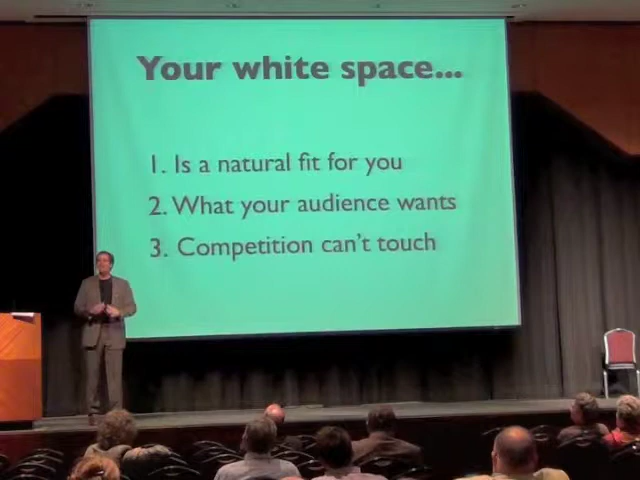 Your white space...
1. Is a natural fit for you
2. What your audience wants
3. Competition can't touch